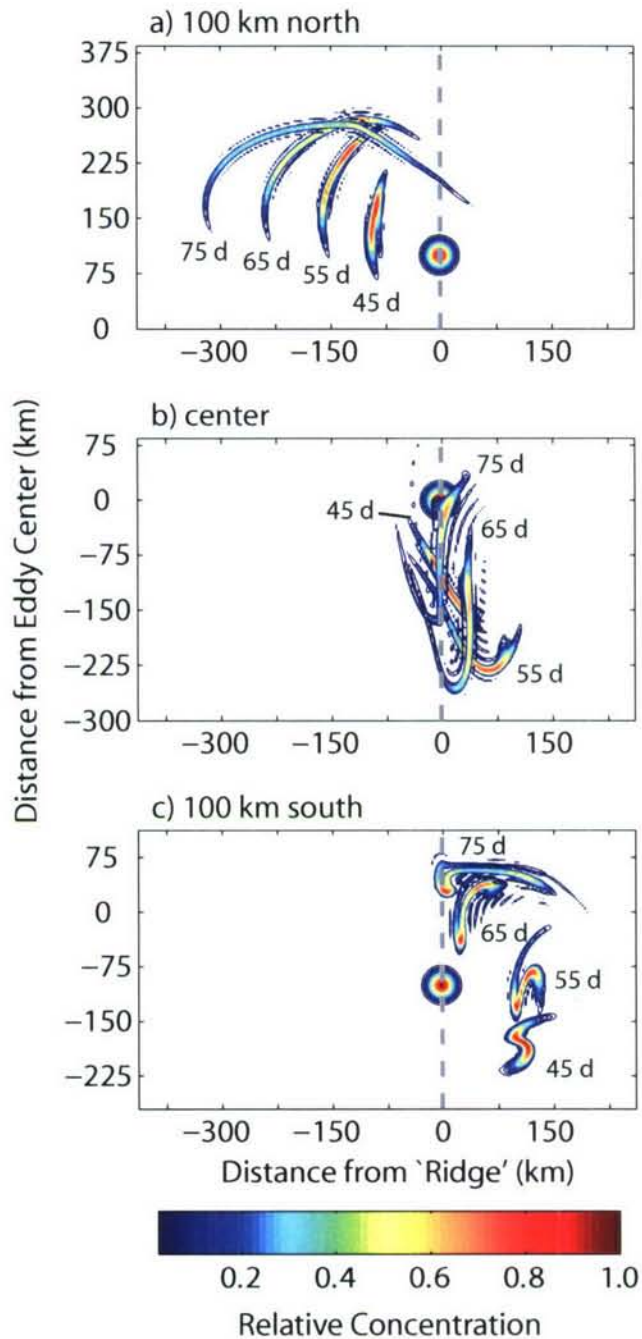 a) 100 km north
375
300
225
150
75
0
75 d
65 d
55 d
45 d
−300 −150 0 150
b) center
75
0
−75
−150
−225
−300
75 d
45 d
65 d
55 d
−300 −150 0 150
c) 100 km south
75
0
−75
−150
−225
75 d
65 d
55 d
45 d
−300 −150 0 150
Distance from Eddy Center (km)
Distance from `Ridge' (km)
0.2 0.4 0.6 0.8 1.0
Relative Concentration